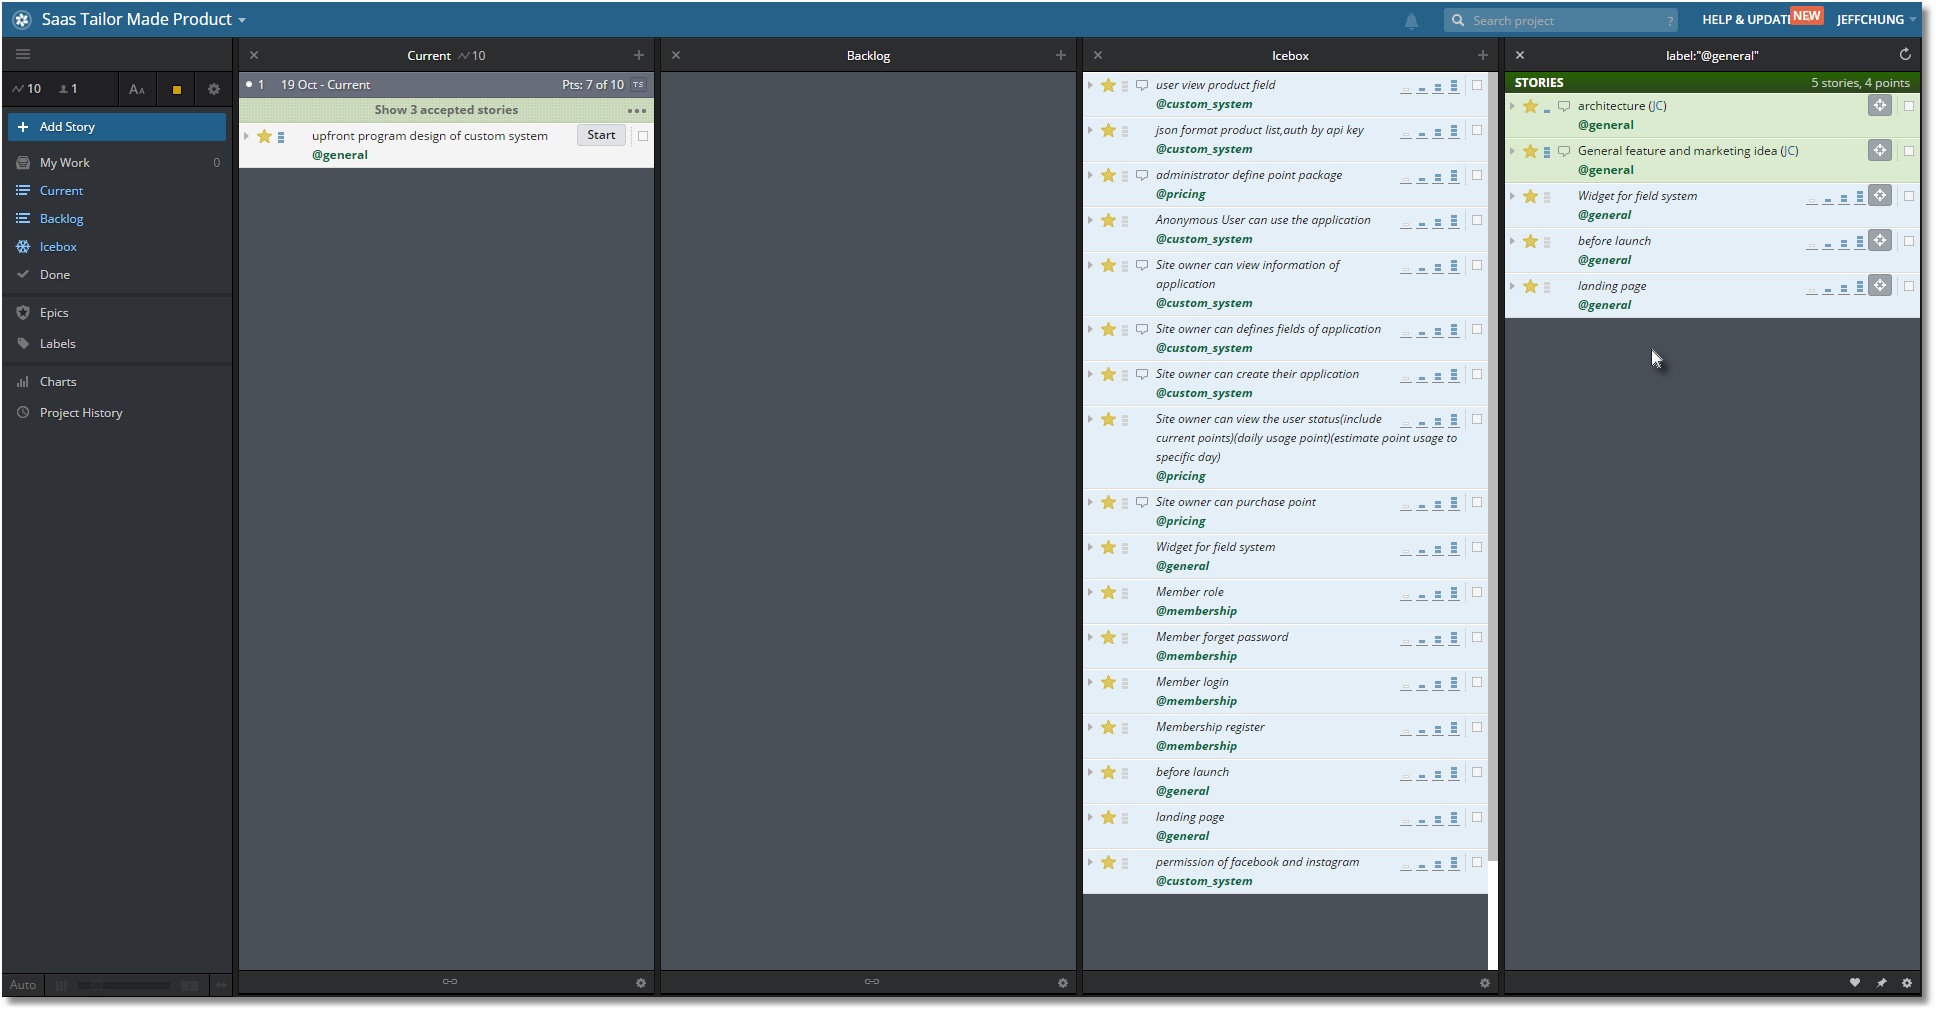 Saas Tailor Made Product
Search project
?
HELP & UPDAT
NEW
JEFFCHUNG
10
1
AA
Add Story
My Work
0
Current
Backlog
Icebox
Done
Epics
Labels
Charts
Project History
Auto
Current
10
1
19 Oct - Current
Pts: 7 of 10
TS
Show 3 accepted stories
upfront program design of custom system
@general
Start
Backlog
Icebox
user view product field
@custom_system
json format product list,auth by api key
@custom_system
administrator define point package
@pricing
Anonymous User can use the application
@custom_system
Site owner can view information of
application
@custom_system
Site owner can defines fields of application
@custom_system
Site owner can create their application
@custom_system
Site owner can view the user status(include
current points)(daily usage point)(estimate point usage to
specific day)
@pricing
Site owner can purchase point
@pricing
Widget for field system
@general
Member role
@membership
Member forget password
@membership
Member login
@membership
Membership register
@membership
before launch
@general
landing page
@general
permission of facebook and instagram
@custom_system
label:"@general"
STORIES
5 stories, 4 points
architecture (JC)
@general
General feature and marketing idea (JC)
@general
Widget for field system
@general
before launch
@general
landing page
@general